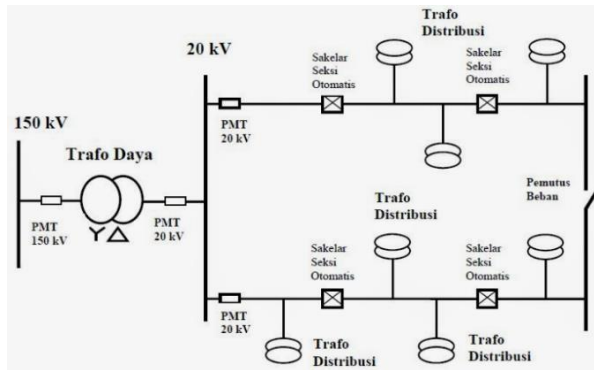 Trafo
Distribusi
20 kV
Sakelar
Seksi
Otomatis
Sakelar
Seksi
Otomatis
PMT
20 kV
150 kV
Trafo Daya
PMT
150 kV
PMT
20 kV
Trafo
Distribusi
Pemutus
Beban
Sakelar
Seksi
Otomatis
Sakelar
Seksi
Otomatis
PMT
20 kV
Trafo
Distribusi
Trafo
Distribusi